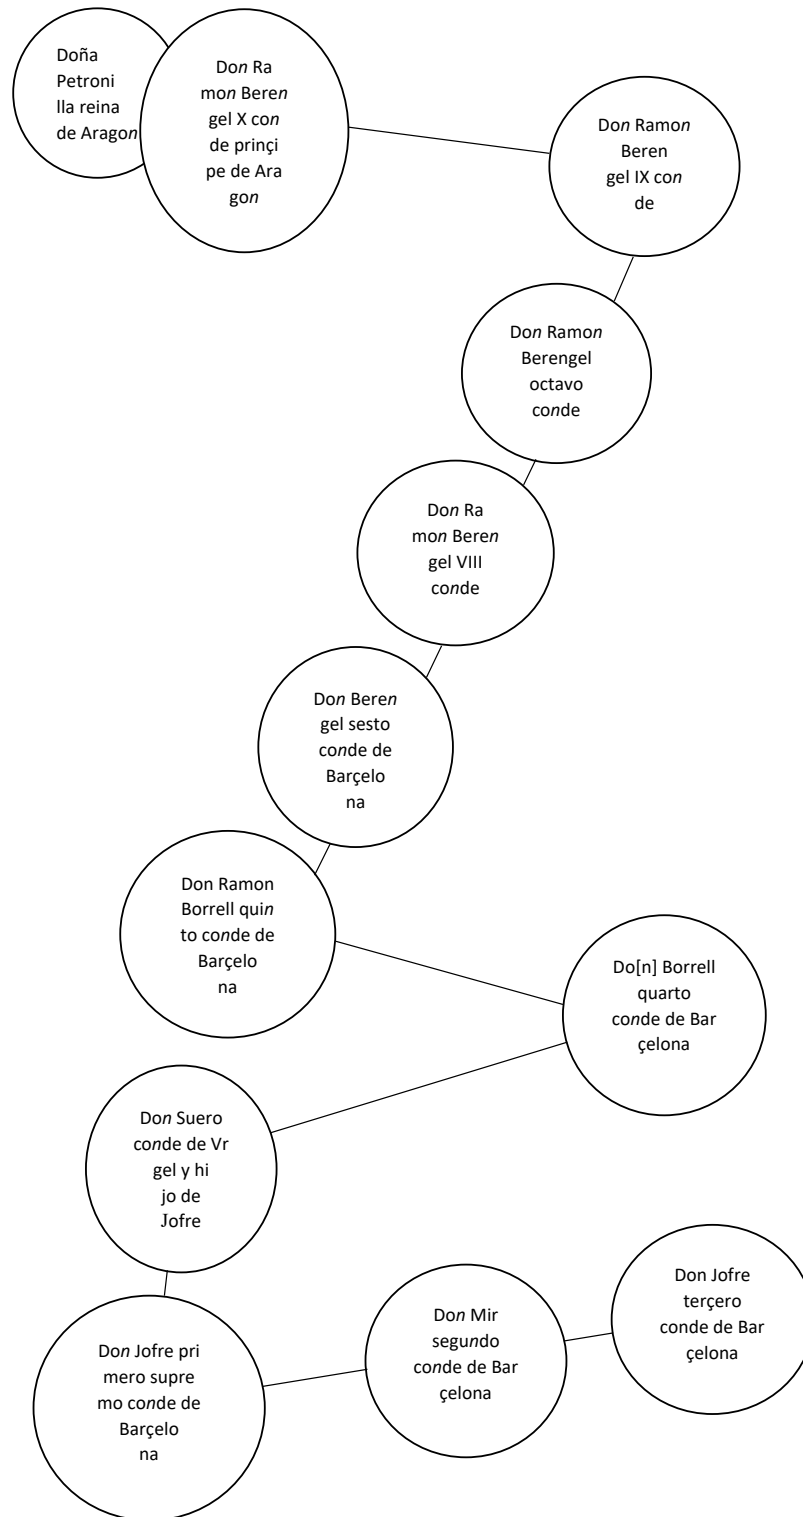 Doña
Petroni
lla reina
de Aragon
Don Ra
mon Beren
gel X con
de prinçi
pe de Ara
gon
Don Ramon
Beren
gel IX con
de
Don Ramon
Berengel
octavo
conde
Don Ra
mon Beren
gel VIII
conde
Don Beren
gel sesto
conde de
Barçelo
na
Don Ramon
Borrell quin
to conde de
Barçelo
na
Do[n] Borrell
quarto
conde de Bar
çelona
Don Suero
conde de Vr
gel y hi
jo de
Jofre
Don Jofre
terçero
conde de Bar
çelona
Don Mir
segundo
conde de Bar
çelona
Don Jofre pri
mero supre
mo conde de
Barçelo
na